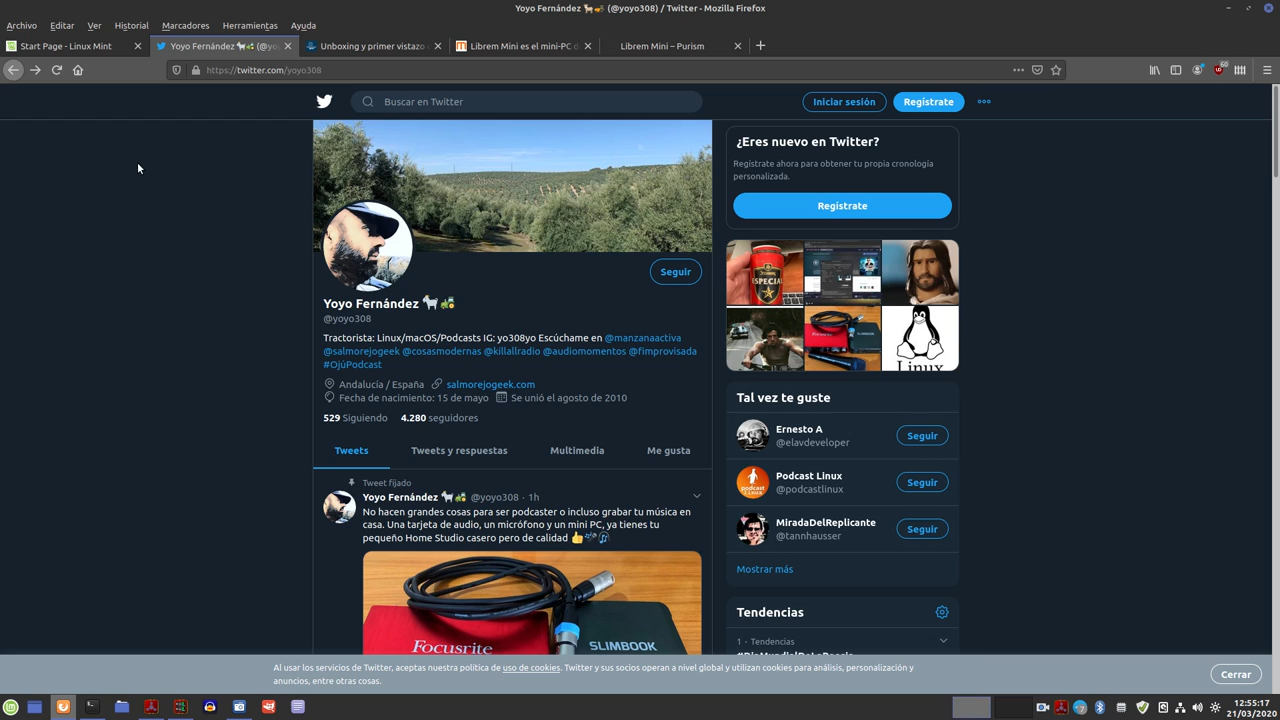 Yoyo Fernández 🐐🚜 (@yoyo308) / Twitter - Mozilla Firefox
Archivo Editar Ver Historial Marcadores Herramientas Ayuda
Start Page - Linux Mint
Yoyo Fernández 🐐🚜 (@yo
Unboxing y primer vistazo
Librem Mini es el mini-PC d
Librem Mini – Purism
https://twitter.com/yoyo308
60
Buscar en Twitter
Iniciar sesión
Regístrate
Yoyo Fernández 🐐🚜
@yoyo308
Seguir
Tractorista: Linux/macOS/Podcasts IG: yo308yo Escúchame en @manzanaactiva
@salmorejogeek @cosasmodernas @killallradio @audiomomentos @fimprovisada
#OjúPodcast
Andalucía / España salmorejogeek.com
Fecha de nacimiento: 15 de mayo Se unió el agosto de 2010
529 Siguiendo 4.280 seguidores
Tweets Tweets y respuestas Multimedia Me gusta
Tweet fijado
Yoyo Fernández 🐐🚜 @yoyo308 · 1h
No hacen grandes cosas para ser podcaster o incluso grabar tu música en
casa. Una tarjeta de audio, un micrófono y un mini PC, ya tienes tu
pequeño Home Studio casero pero de calidad
Focusrite
SLIMBOOK
¿Eres nuevo en Twitter?
Regístrate ahora para obtener tu propia cronología
personalizada.
Regístrate
ESPECIAL
Linux
Tal vez te guste
Ernesto A
@elavdeveloper
Seguir
Podcast Linux
@podcastlinux
Seguir
MiradaDelReplicante
@tannhausser
Seguir
Mostrar más
Tendencias
1 · Tendencias
Al usar los servicios de Twitter, aceptas nuestra política de uso de cookies. Twitter y sus socios operan a nivel global y utilizan cookies para análisis, personalización y
anuncios, entre otras cosas.
Cerrar
12:55:17
21/03/2020